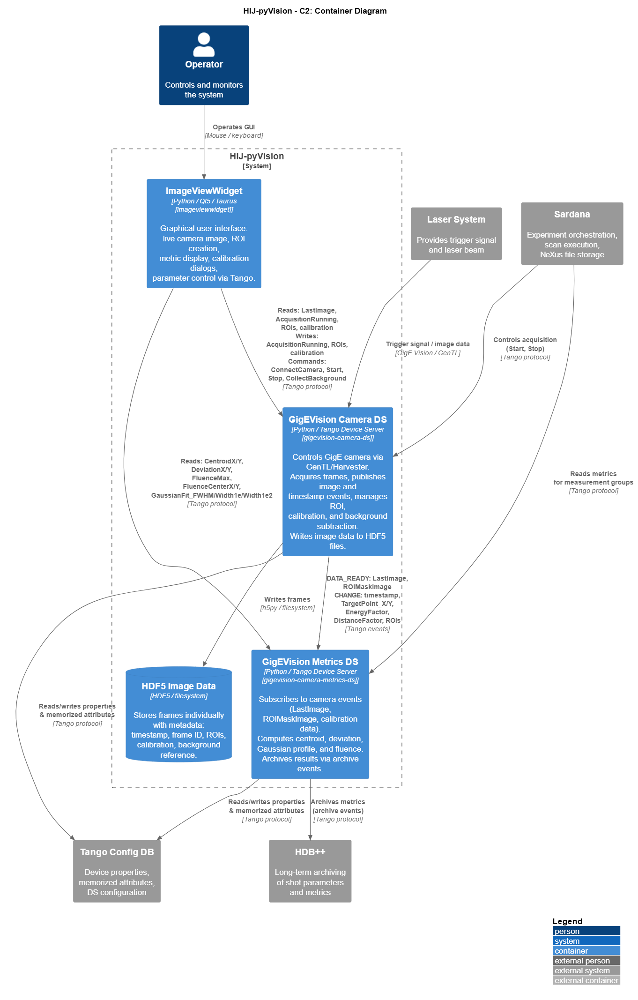 HIJ-pyVision - C2: Container Diagram
Operator
Controls and monitors
the system
Operates GUI
[Mouse / keyboard]
HIJ-pyVision
[System]
ImageViewWidget
[Python / Qt5 / Taurus
[imageviewwidget]]
Graphical user interface:
live camera image, ROI
creation,
metric display, calibration
dialogs,
parameter control via Tango.
Laser System
Provides trigger signal
and laser beam
Sardana
Experiment orchestration,
scan execution,
NeXus file storage
Reads: LastImage,
AcquisitionRunning,
ROIs, calibration
Writes:
AcquisitionRunning, ROIs,
calibration
Commands:
ConnectCamera, Start,
Stop, CollectBackground
[Tango protocol]
Trigger signal / image data
[GigE Vision / GenTL]
Controls acquisition
(Start, Stop)
[Tango protocol]
GigEVision Camera DS
[Python / Tango Device Server
[gigevision-camera-ds]]
Controls GigE camera via
GenTL/Harvester.
Acquires frames, publishes
image and
timestamp events, manages
ROI,
calibration, and background
subtraction.
Writes image data to HDF5
files.
Reads: CentroidX/Y,
DeviationX/Y,
FluenceMax,
FluenceCenterX/Y,
GaussianFit_FWHM/Width1e/Width1e2
[Tango protocol]
Reads metrics
for measurement groups
[Tango protocol]
Writes frames
[h5py / filesystem]
DATA_READY: LastImage,
ROIMaskImage
CHANGE: timestamp,
TargetPoint_X/Y,
EnergyFactor,
DistanceFactor, ROIs
[Tango events]
HDF5 Image Data
[HDF5 / filesystem]
Stores frames individually
with metadata:
timestamp, frame ID, ROIs,
calibration, background
reference.
GigEVision Metrics DS
[Python / Tango Device Server
[gigevision-camera-metrics-ds]]
Subscribes to camera events
(LastImage,
ROIMaskImage, calibration
data).
Computes centroid, deviation,
Gaussian profile, and fluence.
Archives results via archive
events.
Reads/writes properties
& memorized attributes
[Tango protocol]
Reads/writes properties
& memorized attributes
[Tango protocol]
Archives metrics
(archive events)
[Tango protocol]
Tango Config DB
Device properties,
memorized attributes,
DS configuration
HDB++
Long-term archiving
of shot parameters
and metrics
Legend
person
system
container
external person
external system
external container